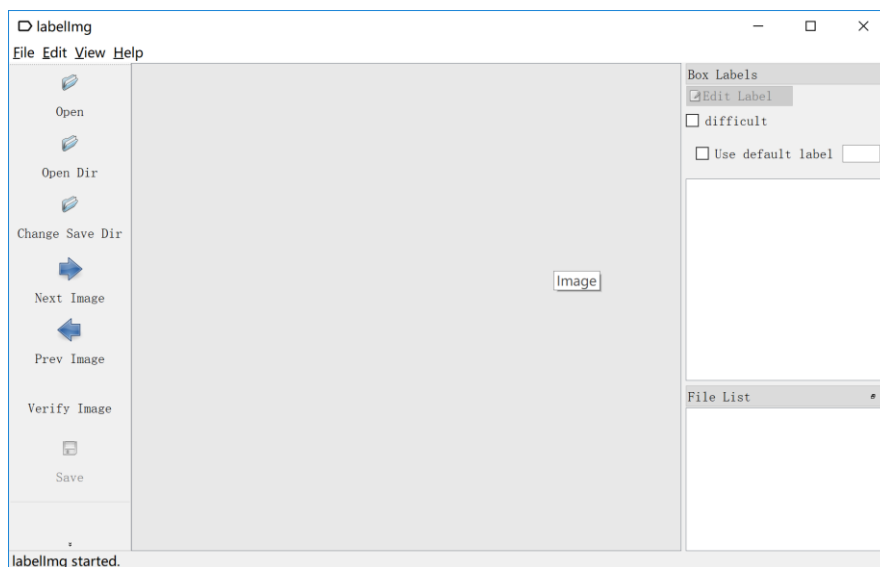 labelImg
File Edit View Help
Open
Open Dir
Change Save Dir
Next Image
Prev Image
Verify Image
Save
Image
Box Labels
Edit Label
difficult
Use default label
File List
labelImg started.